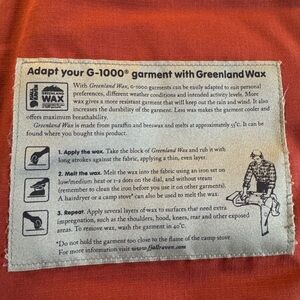 Adapt your G-1000® garment with Greenland Wax
FJÄLL
RÄVEN
GREENLAND
WAX
With Greenland Wax, G-1000 garments can be easily adapted to suit personal
preferences, different weather conditions and intended activity levels. More
wax gives a more resistant garment that will keep out the rain and wind. It also
increases the durability of the garment. Less wax makes the garment cooler and
offers maximum breathability.
Greenland Wax is made from paraffin and beeswax and melts at approximately 55°C. It can be
found where you bought this product.
1. Apply the wax. Take the block of Greenland Wax and rub it with
long strokes against the fabric, applying a thin, even layer.
2. Melt the wax. Melt the wax into the fabric using an iron set on
low/medium heat or 1-2 dots on the dial, and without steam
(remember to clean the iron before you use it on other garments)
A hairdryer or a camp stove* can also be used to melt the wax.
3. Repeat. Apply several layers of wax to surfaces that need extra
impregnation, such as the shoulders, hood, knees, rear and other exposed
areas. To remove wax, wash the garment in 40°C.
*Do not hold the garment too close to the flame of the camp stove.
For more information visit www.fjallraven.com